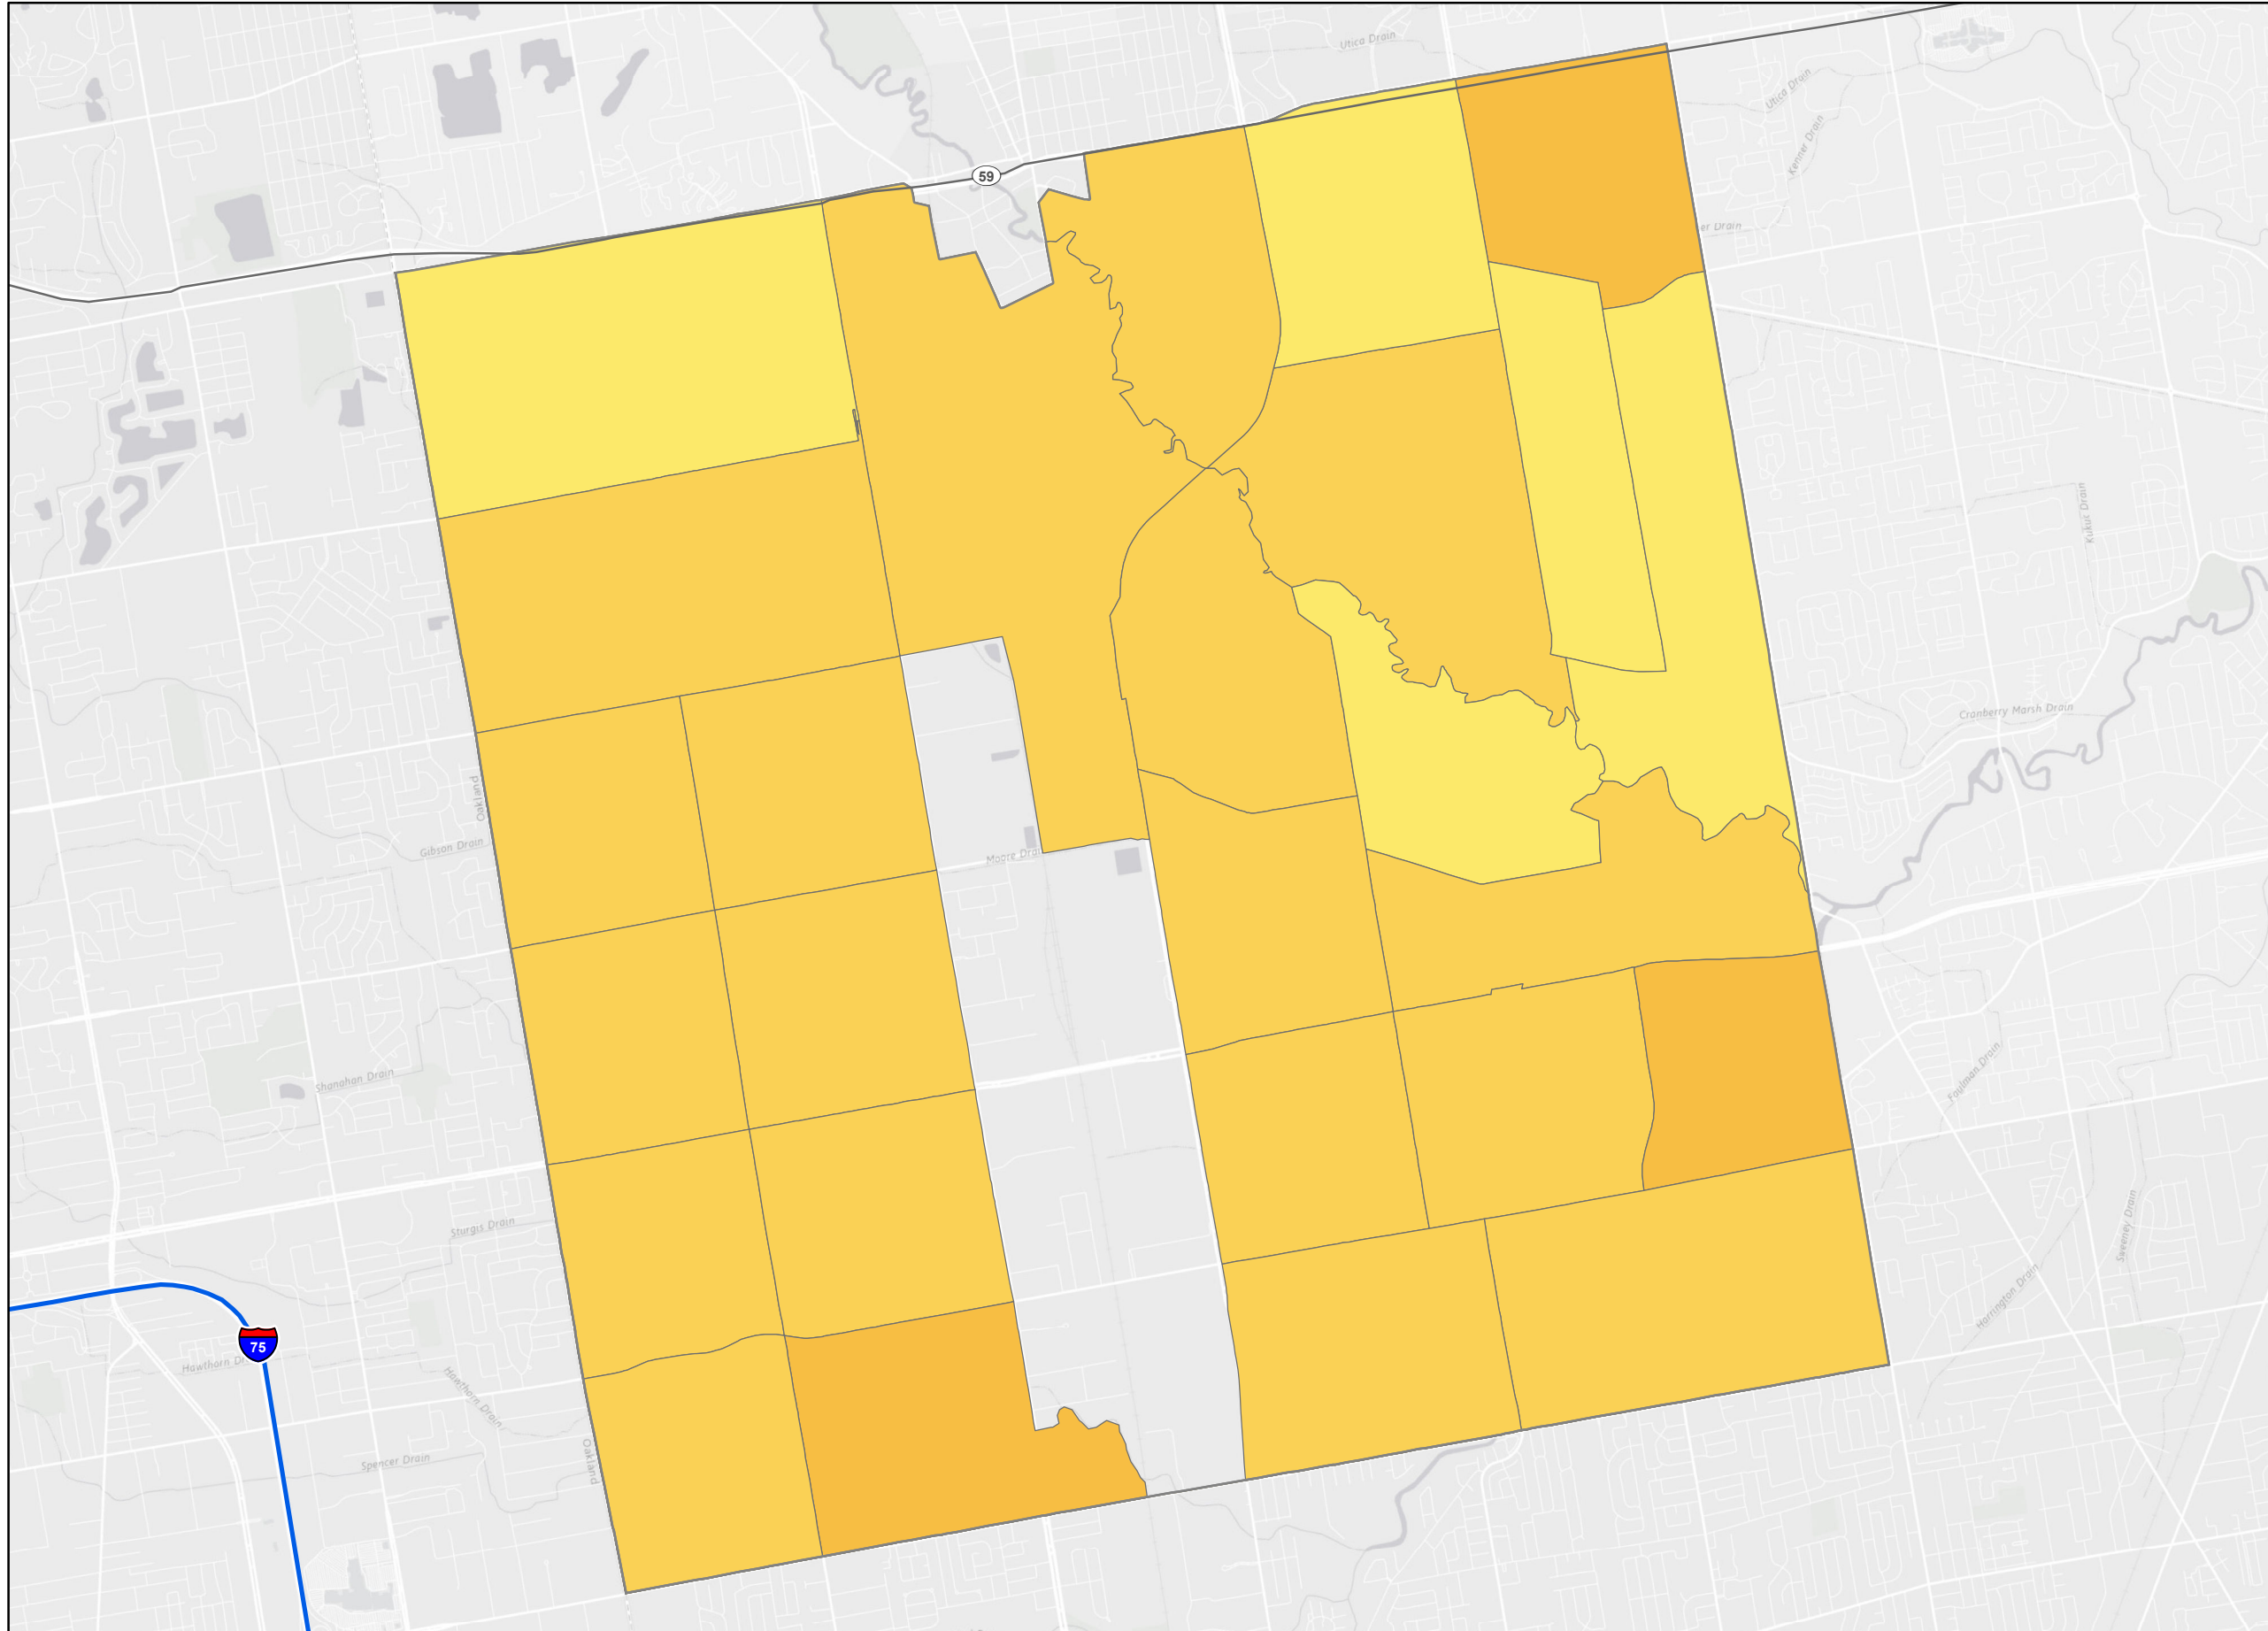 Utica Drain
Utica Drain
Kenner Drain
59
er Drain
Kukuk Drain
Cranberry Marsh Drain
Oakland
Gibson Drain
Moore Drai
Shanahan Drain
Faulman Drain
Sturgis Drain
Sweeney Drain
Harrington Drain
75
Hawthorn Dr
Hawthorn Drain
Oakland
Spencer Drain